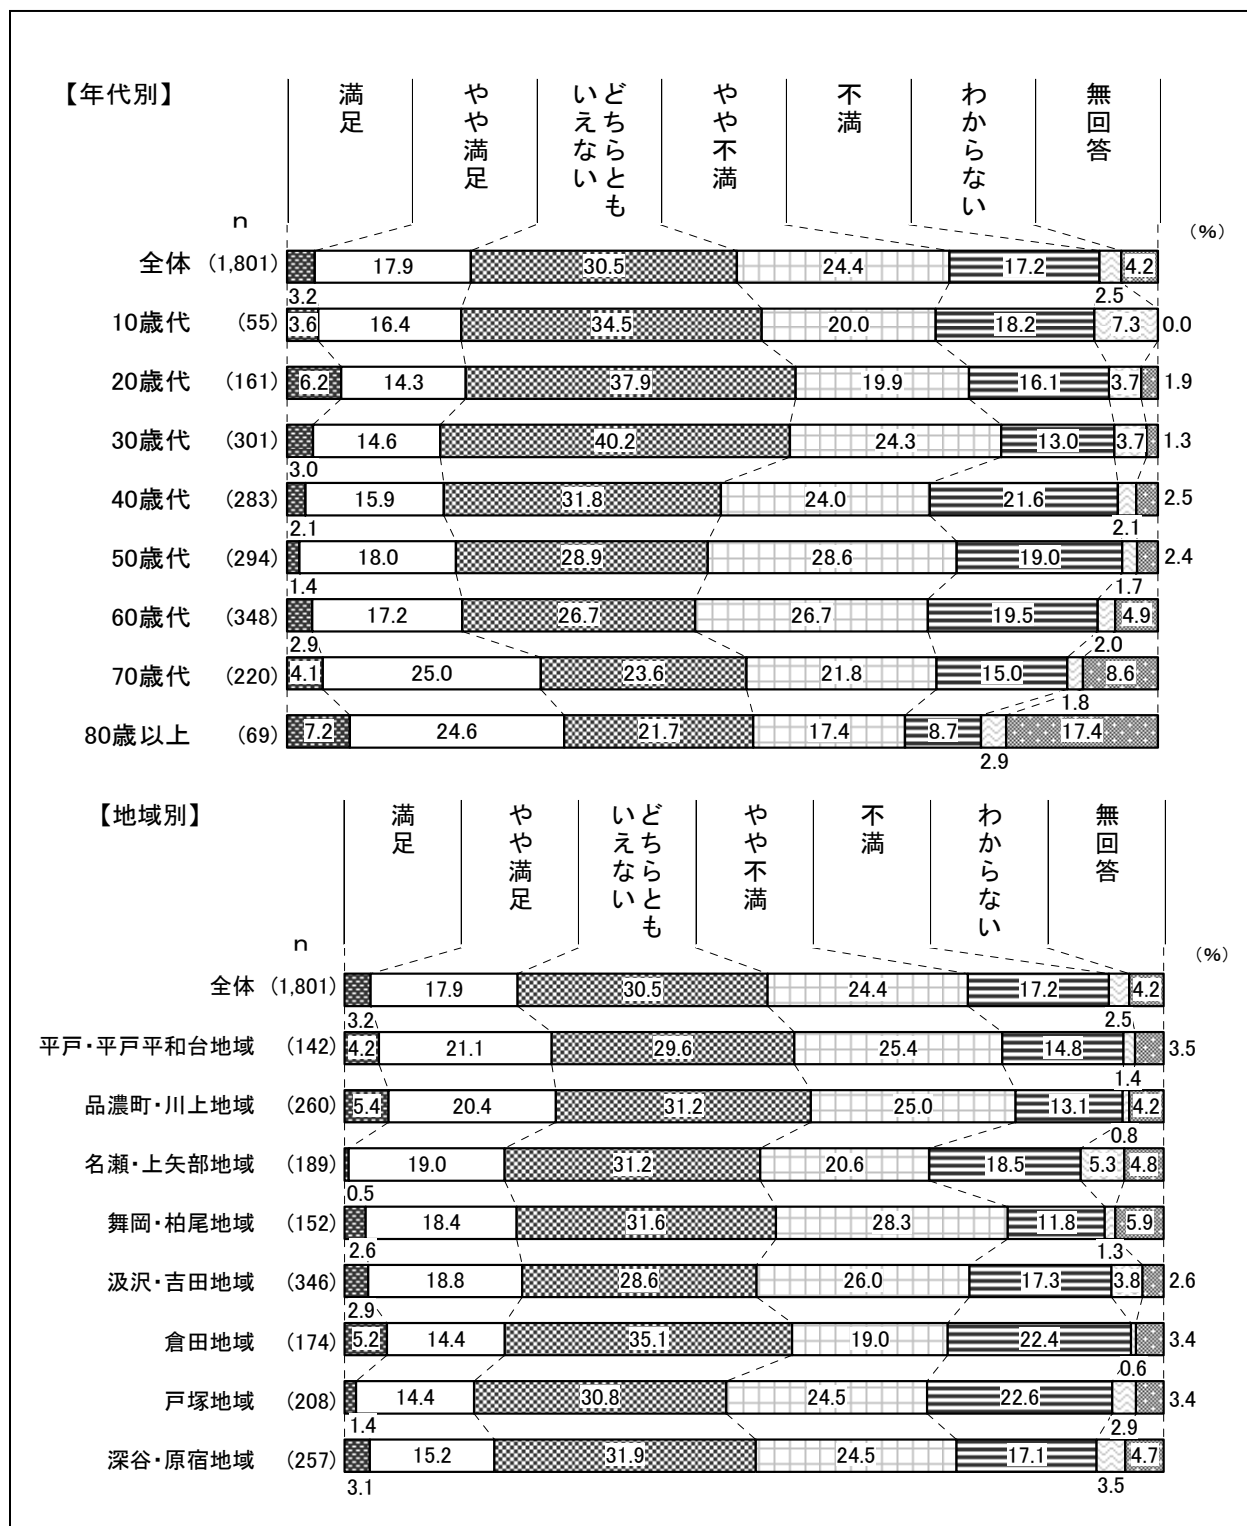 【年代別】
満足
やや満足
どちらとも
いえない
やや不満
不満
わからない
無回答
n
(%)
全体 (1,801) 17.9 30.5 24.4 17.2 4.2
3.2 2.5
10歳代 (55) 3.6 16.4 34.5 20.0 18.2 7.3 0.0
20歳代 (161) 6.2 14.3 37.9 19.9 16.1 3.7 1.9
30歳代 (301) 14.6 40.2 24.3 13.0 3.7 1.3
3.0
40歳代 (283) 15.9 31.8 24.0 21.6 2.5
2.1 2.1
50歳代 (294) 18.0 28.9 28.6 19.0 2.4
1.4 1.7
60歳代 (348) 17.2 26.7 26.7 19.5 4.9
2.9 2.0
70歳代 (220) 4.1 25.0 23.6 21.8 15.0 8.6
1.8
80歳以上 (69) 7.2 24.6 21.7 17.4 8.7 17.4
2.9
【地域別】
満足
やや満足
どちらとも
いえない
やや不満
不満
わからない
無回答
n
(%)
全体 (1,801) 17.9 30.5 24.4 17.2 4.2
3.2 2.5
平戸・平戸平和台地域 (142) 4.2 21.1 29.6 25.4 14.8 3.5
1.4
品濃町・川上地域 (260) 5.4 20.4 31.2 25.0 13.1 4.2
0.8
名瀬・上矢部地域 (189) 19.0 31.2 20.6 18.5 5.3 4.8
0.5
舞岡・柏尾地域 (152) 18.4 31.6 28.3 11.8 5.9
2.6 1.3
汲沢・吉田地域 (346) 18.8 28.6 26.0 17.3 3.8 2.6
2.9
倉田地域 (174) 5.2 14.4 35.1 19.0 22.4 3.4
0.6
戸塚地域 (208) 14.4 30.8 24.5 22.6 3.4
1.4 2.9
深谷・原宿地域 (257) 15.2 31.9 24.5 17.1 4.7
3.1 3.5